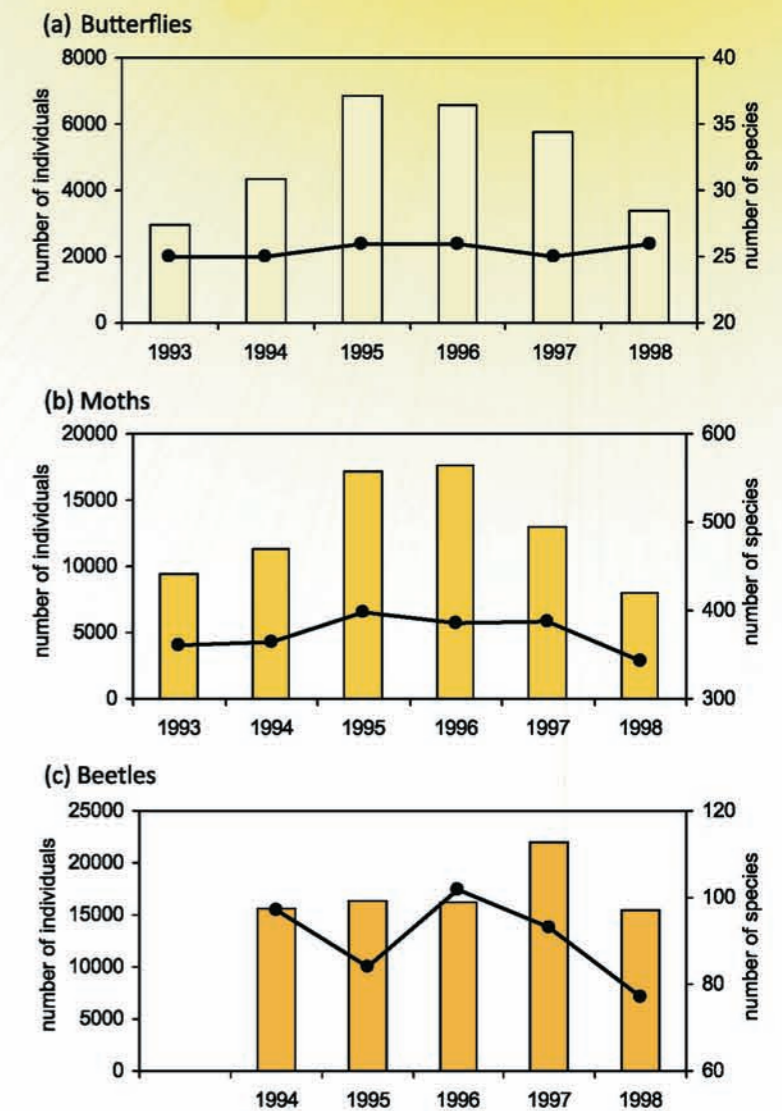 (a) Butterflies
number of individuals
8000
6000
4000
2000
0
number of species
40
35
30
25
20
1993 1994 1995 1996 1997 1998
(b) Moths
number of individuals
20000
15000
10000
5000
0
number of species
600
500
400
300
1993 1994 1995 1996 1997 1998
(c) Beetles
number of individuals
25000
20000
15000
10000
5000
0
number of species
120
100
80
60
1994 1995 1996 1997 1998